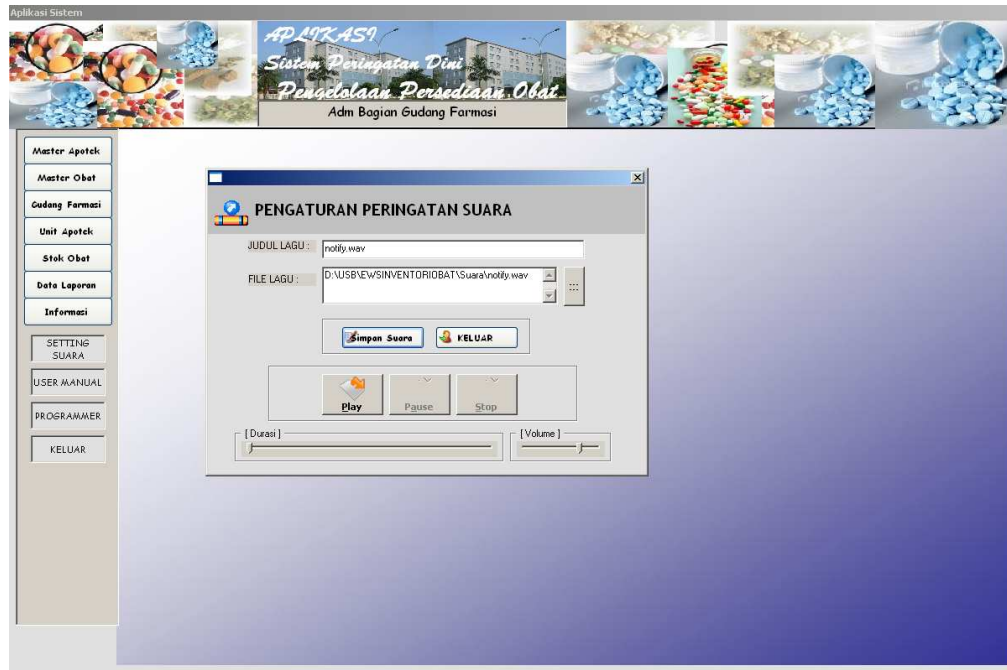 Aplikasi Sistem
APLIKASI
Sistem Peringatan Dini
Pengelolaan Persediaan Obat
Adm Bagian Gudang Farmasi
Master Apotek
Master Obat
Gudang Farmasi
Unit Apotek
Stok Obat
Data Laporan
Informasi
SETTING
SUARA
USER MANUAL
PROGRAMMER
KELUAR
PENGATURAN PERINGATAN SUARA
JUDUL LAGU : notify.wav
FILE LAGU : D:\USB\EWSINVENTORIOBAT\Suara\notify.wav
:::
Simpan Suara KELUAR
Play Pause Stop
[ Durasi ] [ Volume ]